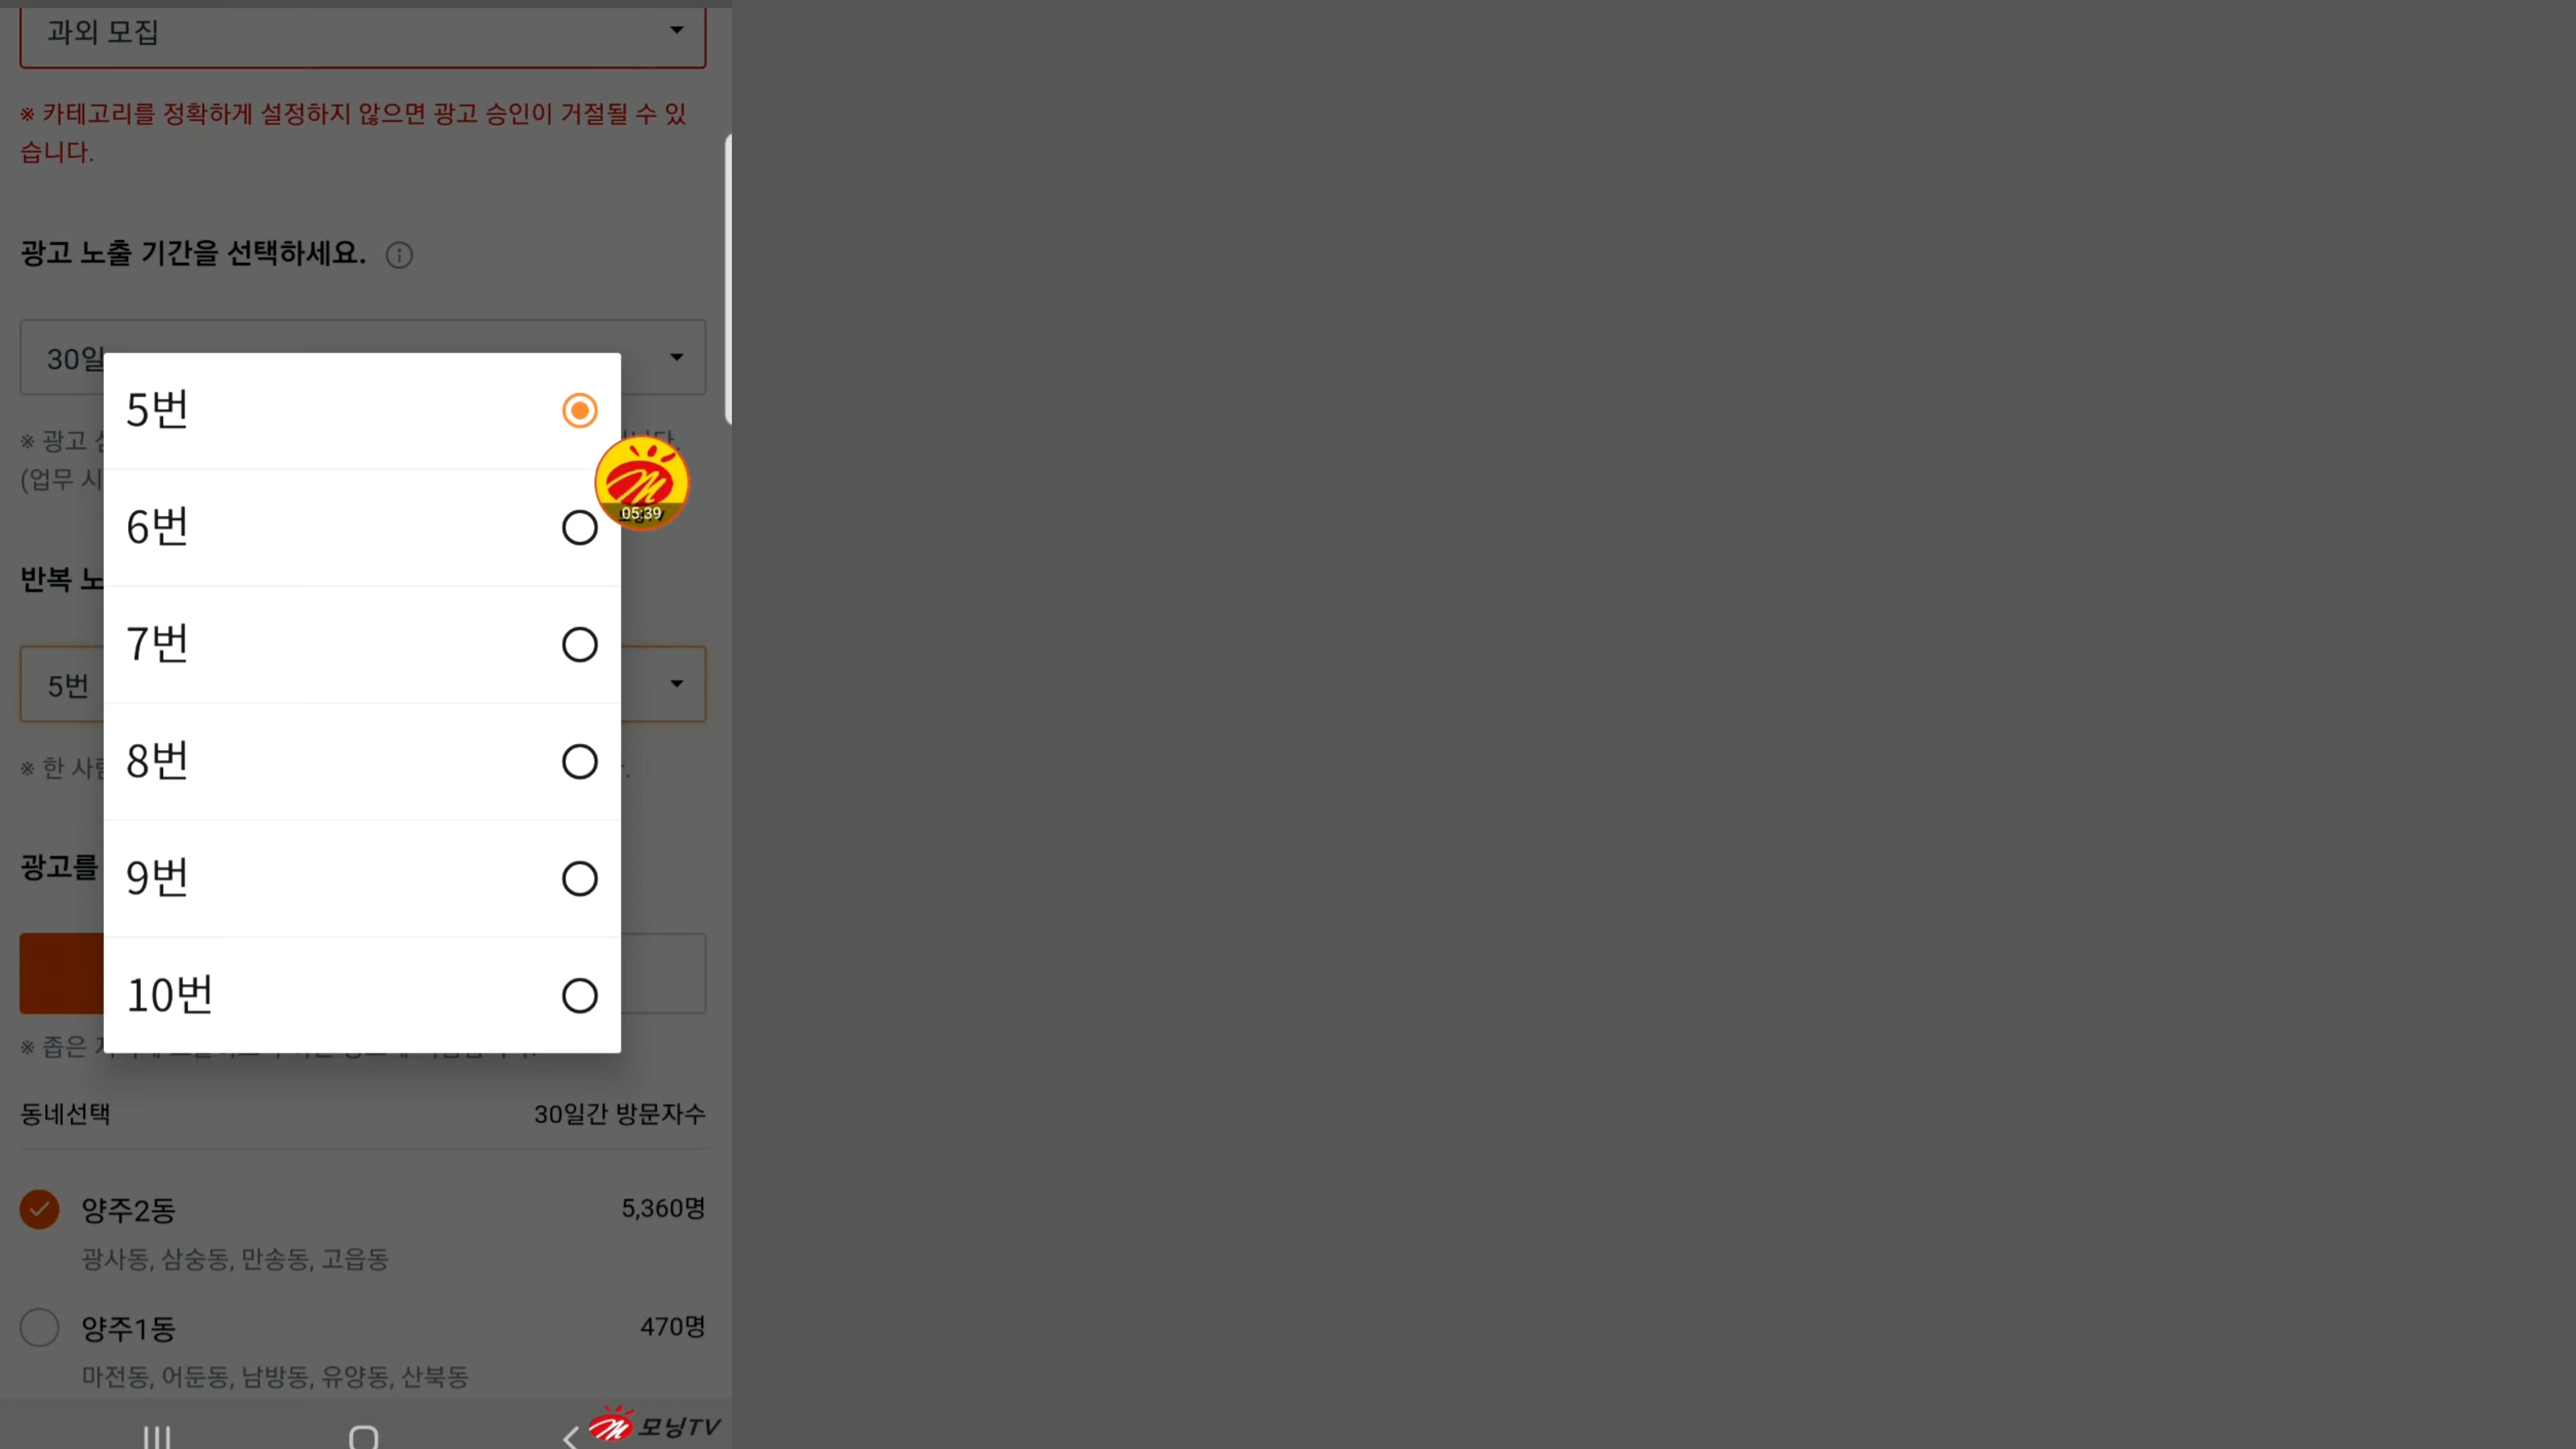 과외 모집
※ 카테고리를 정확하게 설정하지 않으면 광고 승인이 거절될 수 있
습니다.
광고 노출 기간을 선택하세요.
30일
※ 광고
(업무 시
반복 노
5번
※ 한 사람
광고를
※ 좁은
5번
6번
7번
8번
9번
10번
05:39
동네선택 30일간 방문자수
양주2동 5,360명
광사동, 삼숭동, 만송동, 고읍동
양주1동 470명
마전동, 어둔동, 남방동, 유양동, 산북동
모닝TV